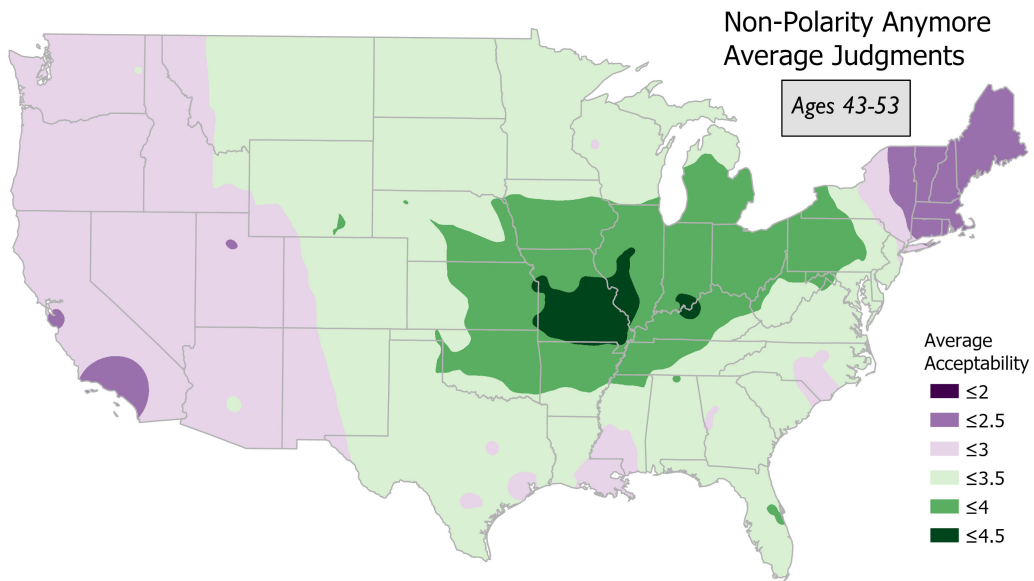 Non-Polarity Anymore
Average Judgments
Ages 43-53
Average
Acceptability
≤2
≤2.5
≤3
≤3.5
≤4
≤4.5